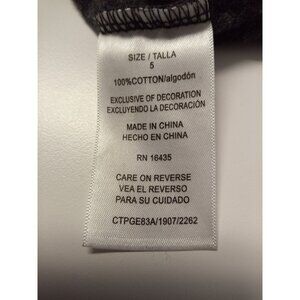 SIZE / TALLA
5
100%COTTON/algodón
EXCLUSIVE OF DECORATION
EXCLUYENDO LA DECORACIÓN
MADE IN CHINA
HECHO EN CHINA
RN 16435
CARE ON REVERSE
VEA EL REVERSO
PARA SU CUIDADO
CTPGE83A/1907/2262